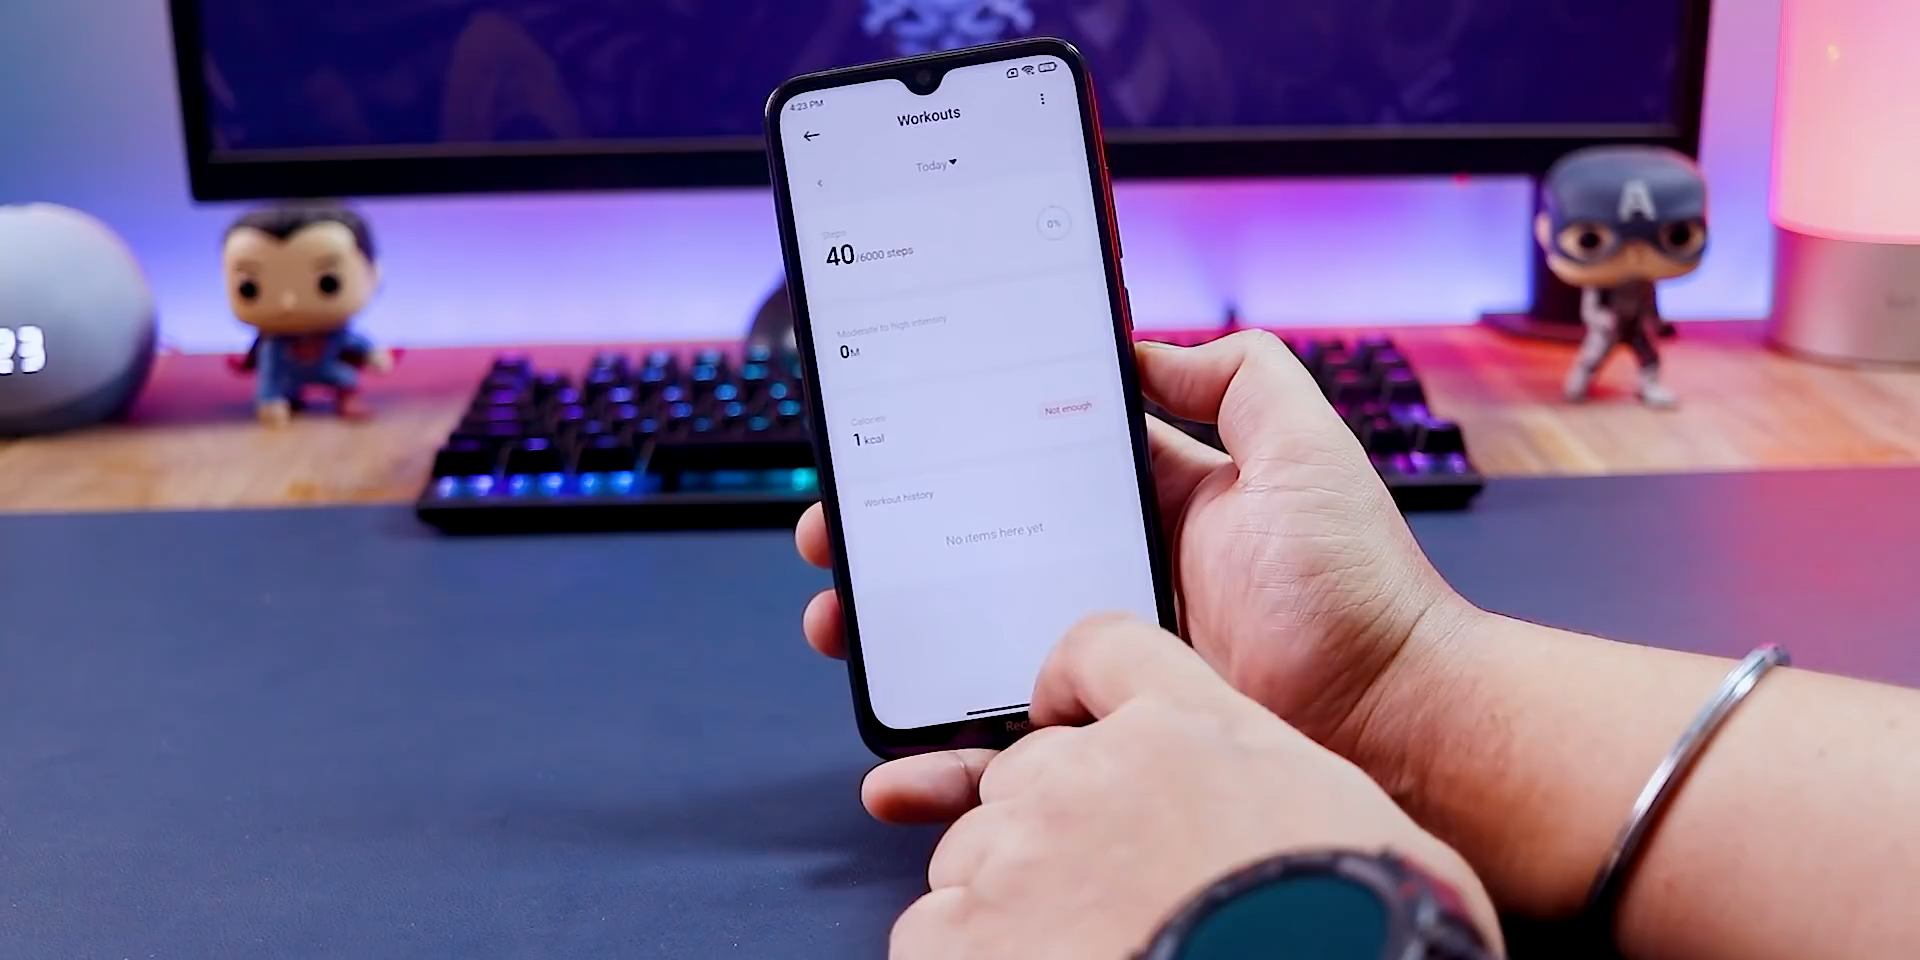 4:23 PM
Workouts
Today
Steps
0%
40/6000 steps
Moderate to high intensity
0M
Calories
Not enough
1 kcal
Workout history
No items here yet
23
A